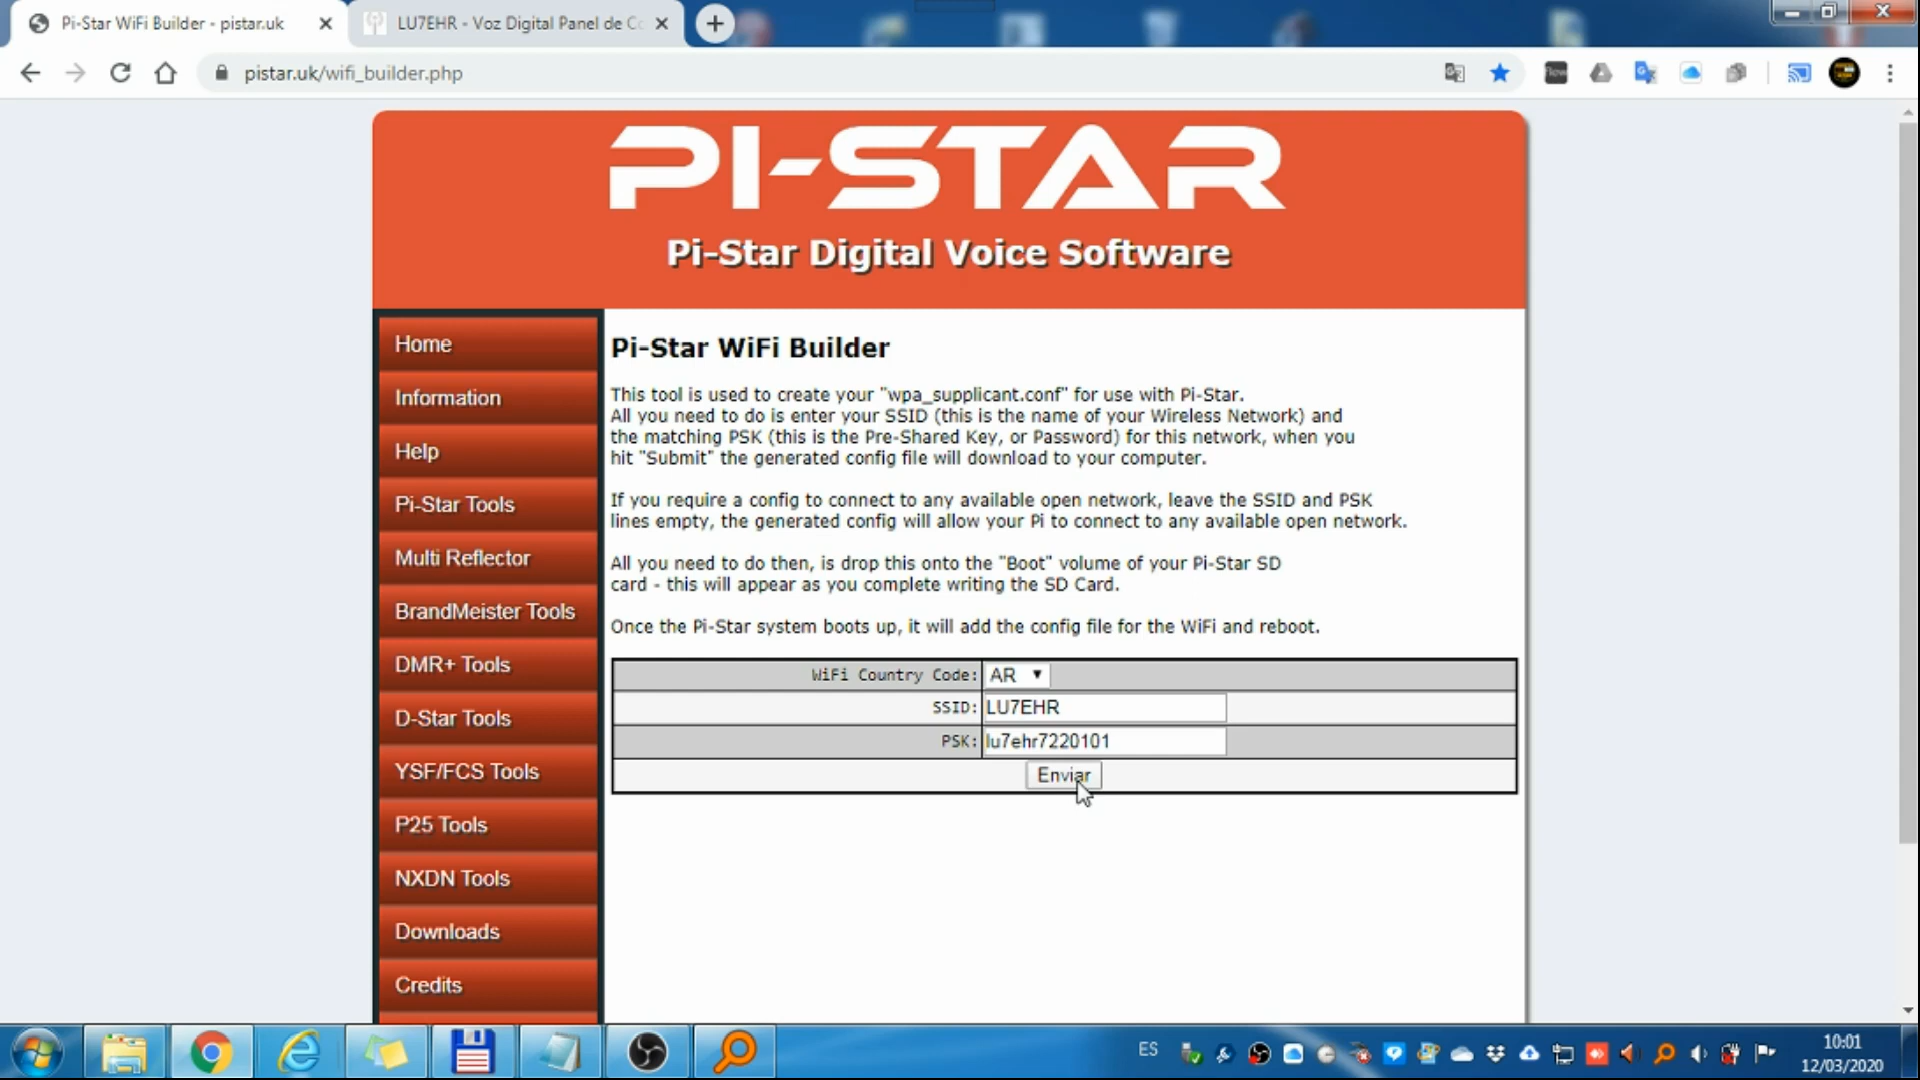 Pi-Star WiFi Builder - pistar.uk
LU7EHR - Voz Digital Panel de Co
pistar.uk/wifi_builder.php
PI-STAR
Pi-Star Digital Voice Software
Home
Information
Help
Pi-Star Tools
Multi Reflector
BrandMeister Tools
DMR+ Tools
D-Star Tools
YSF/FCS Tools
P25 Tools
NXDN Tools
Downloads
Credits
Pi-Star WiFi Builder
This tool is used to create your "wpa_supplicant.conf" for use with Pi-Star.
All you need to do is enter your SSID (this is the name of your Wireless Network) and
the matching PSK (this is the Pre-Shared Key, or Password) for this network, when you
hit "Submit" the generated config file will download to your computer.
If you require a config to connect to any available open network, leave the SSID and PSK
lines empty, the generated config will allow your Pi to connect to any available open network.
All you need to do then, is drop this onto the "Boot" volume of your Pi-Star SD
card - this will appear as you complete writing the SD Card.
Once the Pi-Star system boots up, it will add the config file for the WiFi and reboot.
WiFi Country Code: AR
SSID: LU7EHR
PSK: lu7ehr7220101
Enviar
ES
10:01
12/03/2020